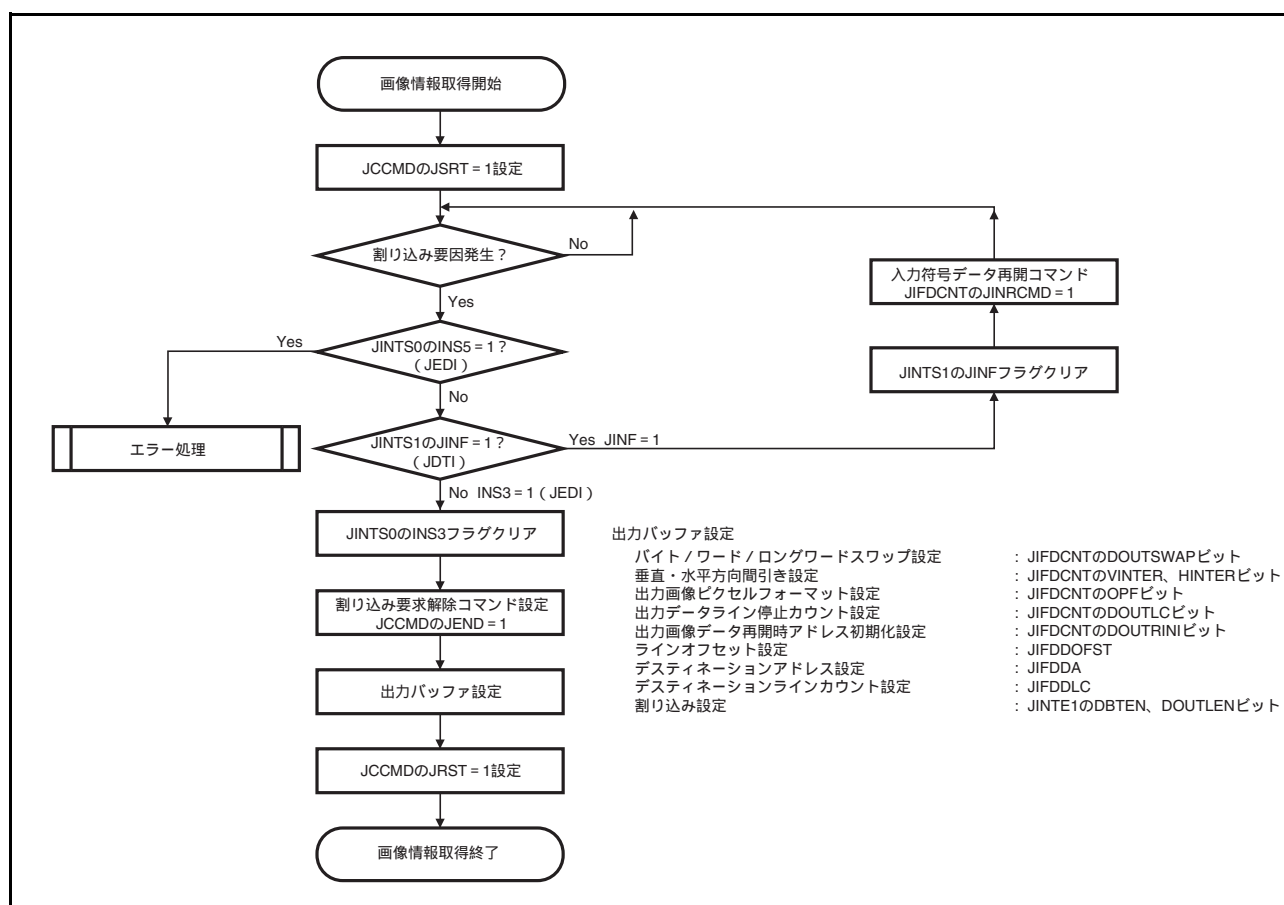 画像情報取得開始
JCCMDのJSRT = 1設定
割り込み要因発生？
No
Yes
JINTS0のINS5 = 1？
（JEDI）
Yes
No
エラー処理
JINTS1のJINF = 1？
（JDTI）
Yes JINF = 1
入力符号データ再開コマンド
JIFDCNTのJINRCMD = 1
JINTS1のJINFフラグクリア
No INS3 = 1（JEDI）
JINTS0のINS3フラグクリア
割り込み要求解除コマンド設定
JCCMDのJEND = 1
出力バッファ設定
JCCMDのJRST = 1設定
画像情報取得終了
出力バッファ設定
バイト / ワード / ロングワードスワップ設定 : JIFDCNTのDOUTSWAPビット
垂直・水平方向間引き設定 : JIFDCNTのVINTER、HINTERビット
出力画像ピクセルフォーマット設定 : JIFDCNTのOPFビット
出力データライン停止カウント設定 : JIFDCNTのDOUTLCビット
出力画像データ再開時アドレス初期化設定 : JIFDCNTのDOUTRINIビット
ラインオフセット設定 : JIFDDOFST
デスティネーションアドレス設定 : JIFDDA
デスティネーションラインカウント設定 : JIFDDLC
割り込み設定 : JINTE1のDBTEN、DOUTLENビット